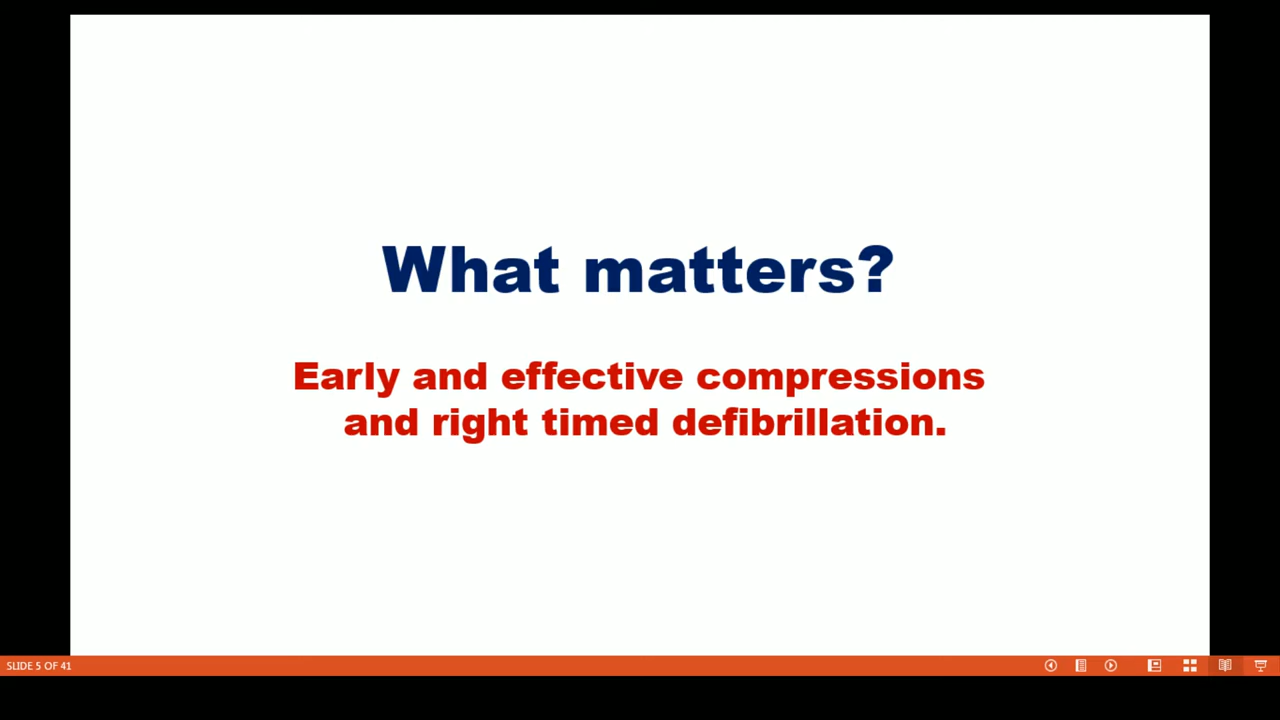 What matters?
Early and effective compressions
and right timed defibrillation.
SLIDE 5 OF 41